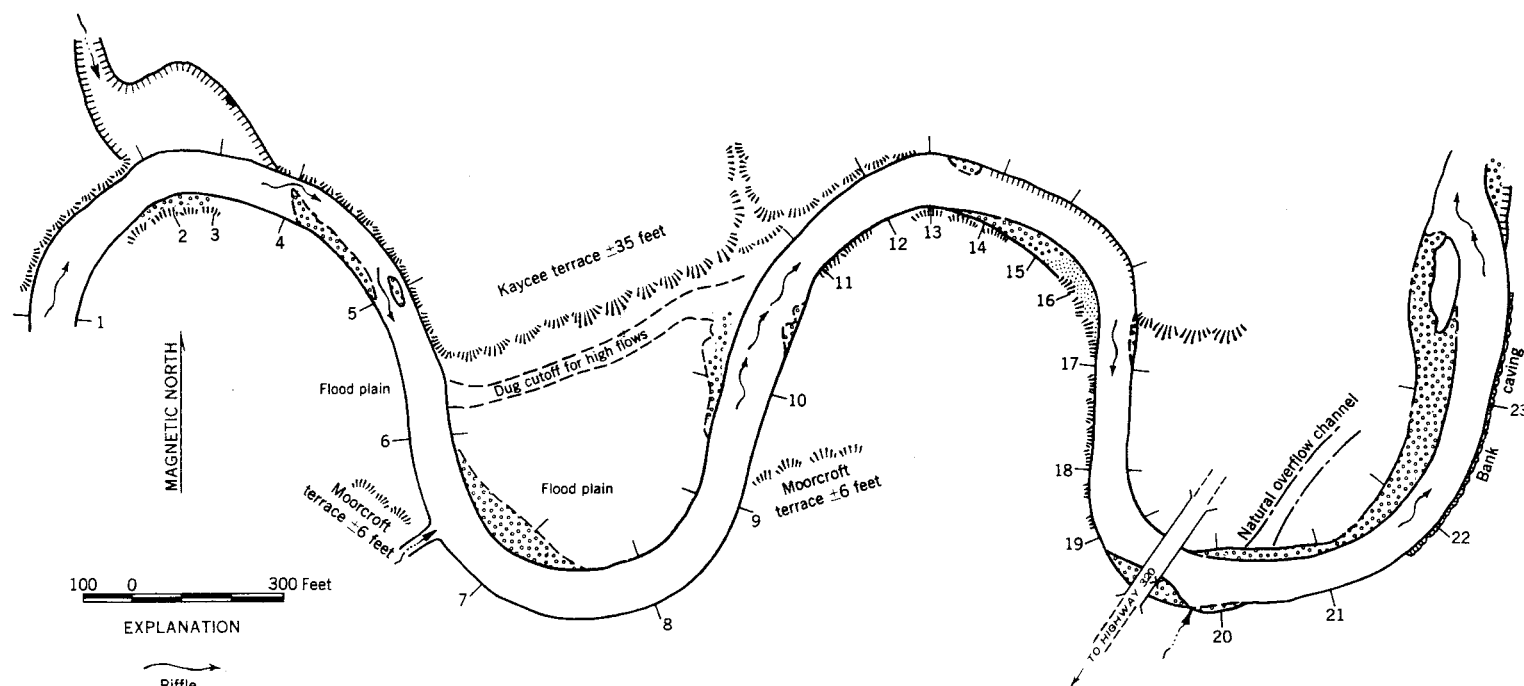 1
2
3
4
5
6
7
8
9
10
11
12
13
14
15
16
17
18
19
20
21
22
23
Kaycee terrace ±35 feet
Dug cutoff for high flows
Flood plain
Flood plain
Moorcroft
terrace ±6 feet
Moorcroft
terrace ±6 feet
MAGNETIC NORTH
Natural overflow channel
TO HIGHWAY 320
Bank
caving
100 0 300 Feet
EXPLANATION
Riffle